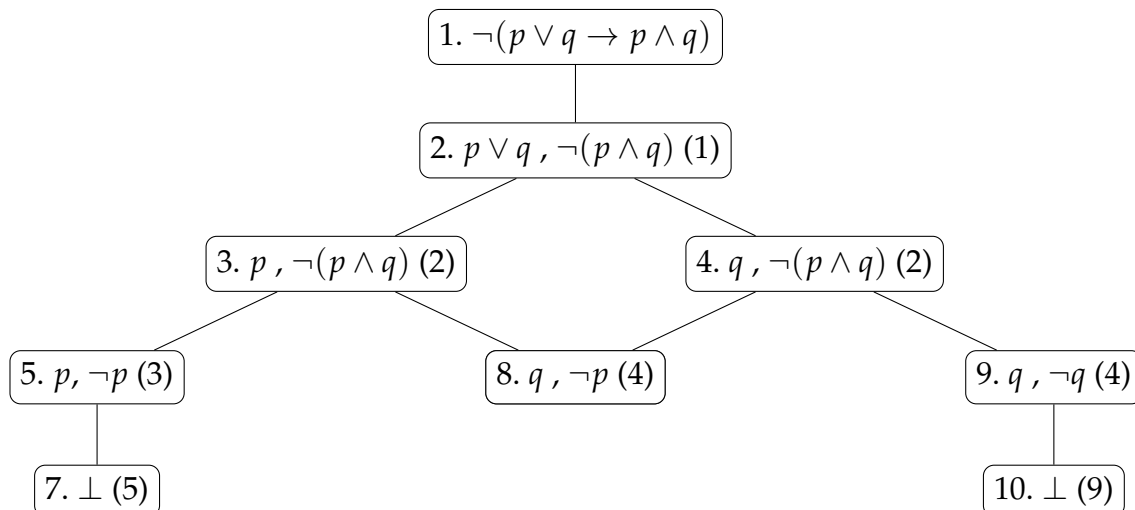 1. ¬(p ∨ q → p ∧ q)
2. p ∨ q , ¬(p ∧ q) (1)
3. p , ¬(p ∧ q) (2)
4. q , ¬(p ∧ q) (2)
5. p, ¬p (3)
8. q , ¬p (4)
9. q , ¬q (4)
7. ⊥ (5)
10. ⊥ (9)